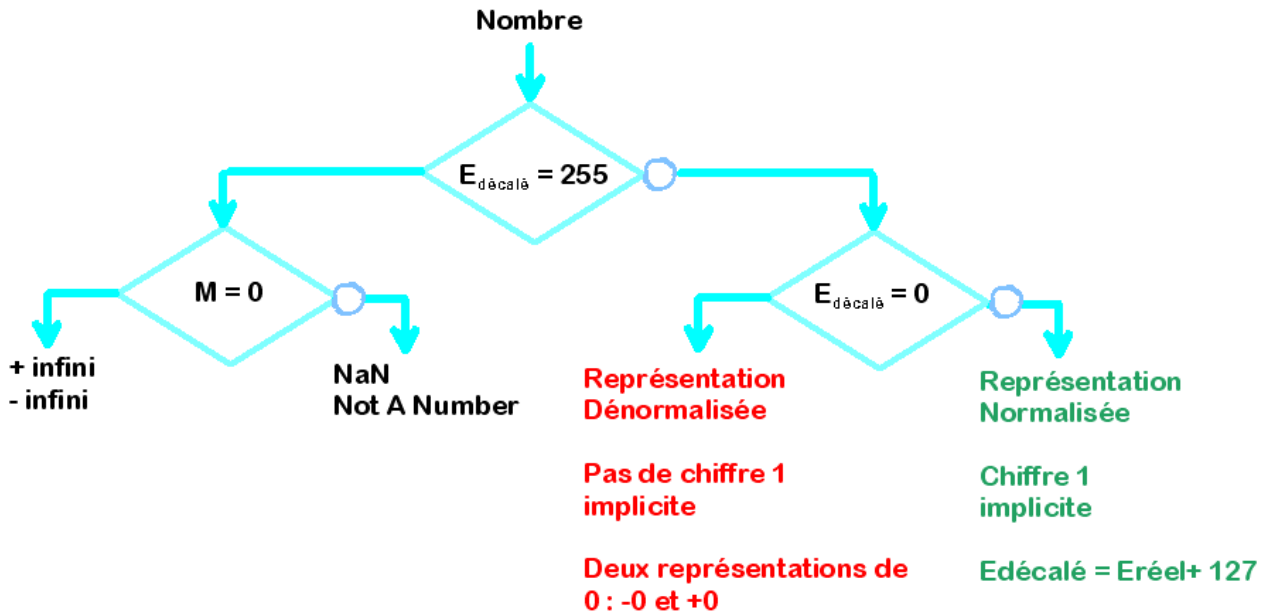 Nombre
Edécalé = 255
M = 0
Edécalé = 0
+ infini
- infini
NaN
Not A Number
Représentation
Dénormalisée
Pas de chiffre 1
implicite
Deux représentations de
0 : -0 et +0
Représentation
Normalisée
Chiffre 1
implicite
Edécalé = Eréel+ 127